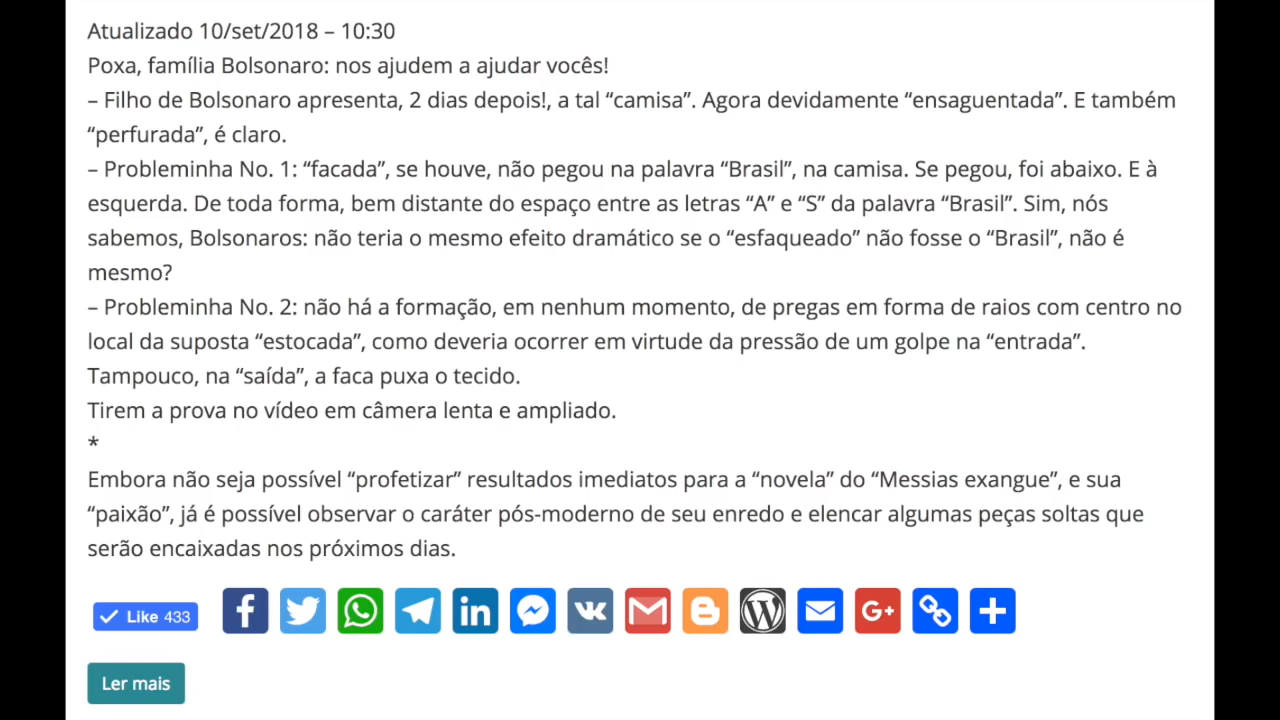 Atualizado 10/set/2018 – 10:30
Poxa, família Bolsonaro: nos ajudem a ajudar vocês!
– Filho de Bolsonaro apresenta, 2 dias depois!, a tal “camisa”. Agora devidamente “ensaguentada”. E também
“perfurada”, é claro.
– Probleminha No. 1: “facada”, se houve, não pegou na palavra “Brasil”, na camisa. Se pegou, foi abaixo. E à
esquerda. De toda forma, bem distante do espaço entre as letras “A” e “S” da palavra “Brasil”. Sim, nós
sabemos, Bolsonaros: não teria o mesmo efeito dramático se o “esfaqueado” não fosse o “Brasil”, não é
mesmo?
– Probleminha No. 2: não há a formação, em nenhum momento, de pregas em forma de raios com centro no
local da suposta “estocada”, como deveria ocorrer em virtude da pressão de um golpe na “entrada”.
Tampouco, na “saída”, a faca puxa o tecido.
Tirem a prova no vídeo em câmera lenta e ampliado.
*
Embora não seja possível “profetizar” resultados imediatos para a “novela” do “Messias exangue”, e sua
“paixão”, já é possível observar o caráter pós-moderno de seu enredo e elencar algumas peças soltas que
serão encaixadas nos próximos dias.
Like 433
Ler mais